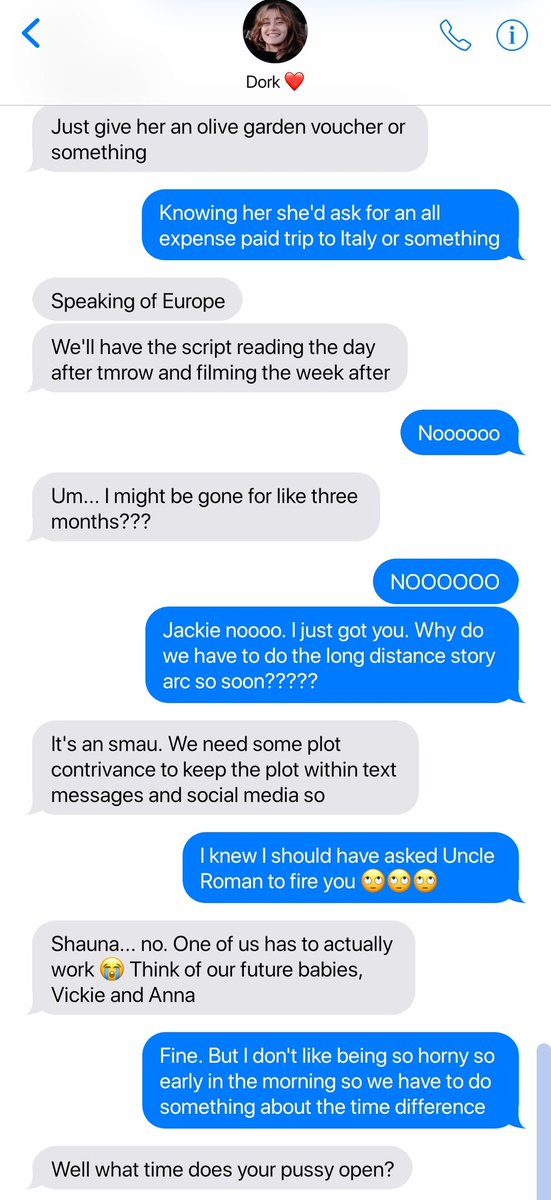 Dork ❤️
Just give her an olive garden voucher or
something
Knowing her she'd ask for an all
expense paid trip to Italy or something
Speaking of Europe
We'll have the script reading the day
after tmrow and filming the week after
Noooooo
Um... I might be gone for like three
months???
NOOOOOO
Jackie noooo. I just got you. Why do
we have to do the long distance story
arc so soon?????
It's an smau. We need some plot
contrivance to keep the plot within text
messages and social media so
I knew I should have asked Uncle
Roman to fire you 🙄🙄🙄
Shauna... no. One of us has to actually
work 😭 Think of our future babies,
Vickie and Anna
Fine. But I don't like being so horny so
early in the morning so we have to do
something about the time difference
Well what time does your pussy open?